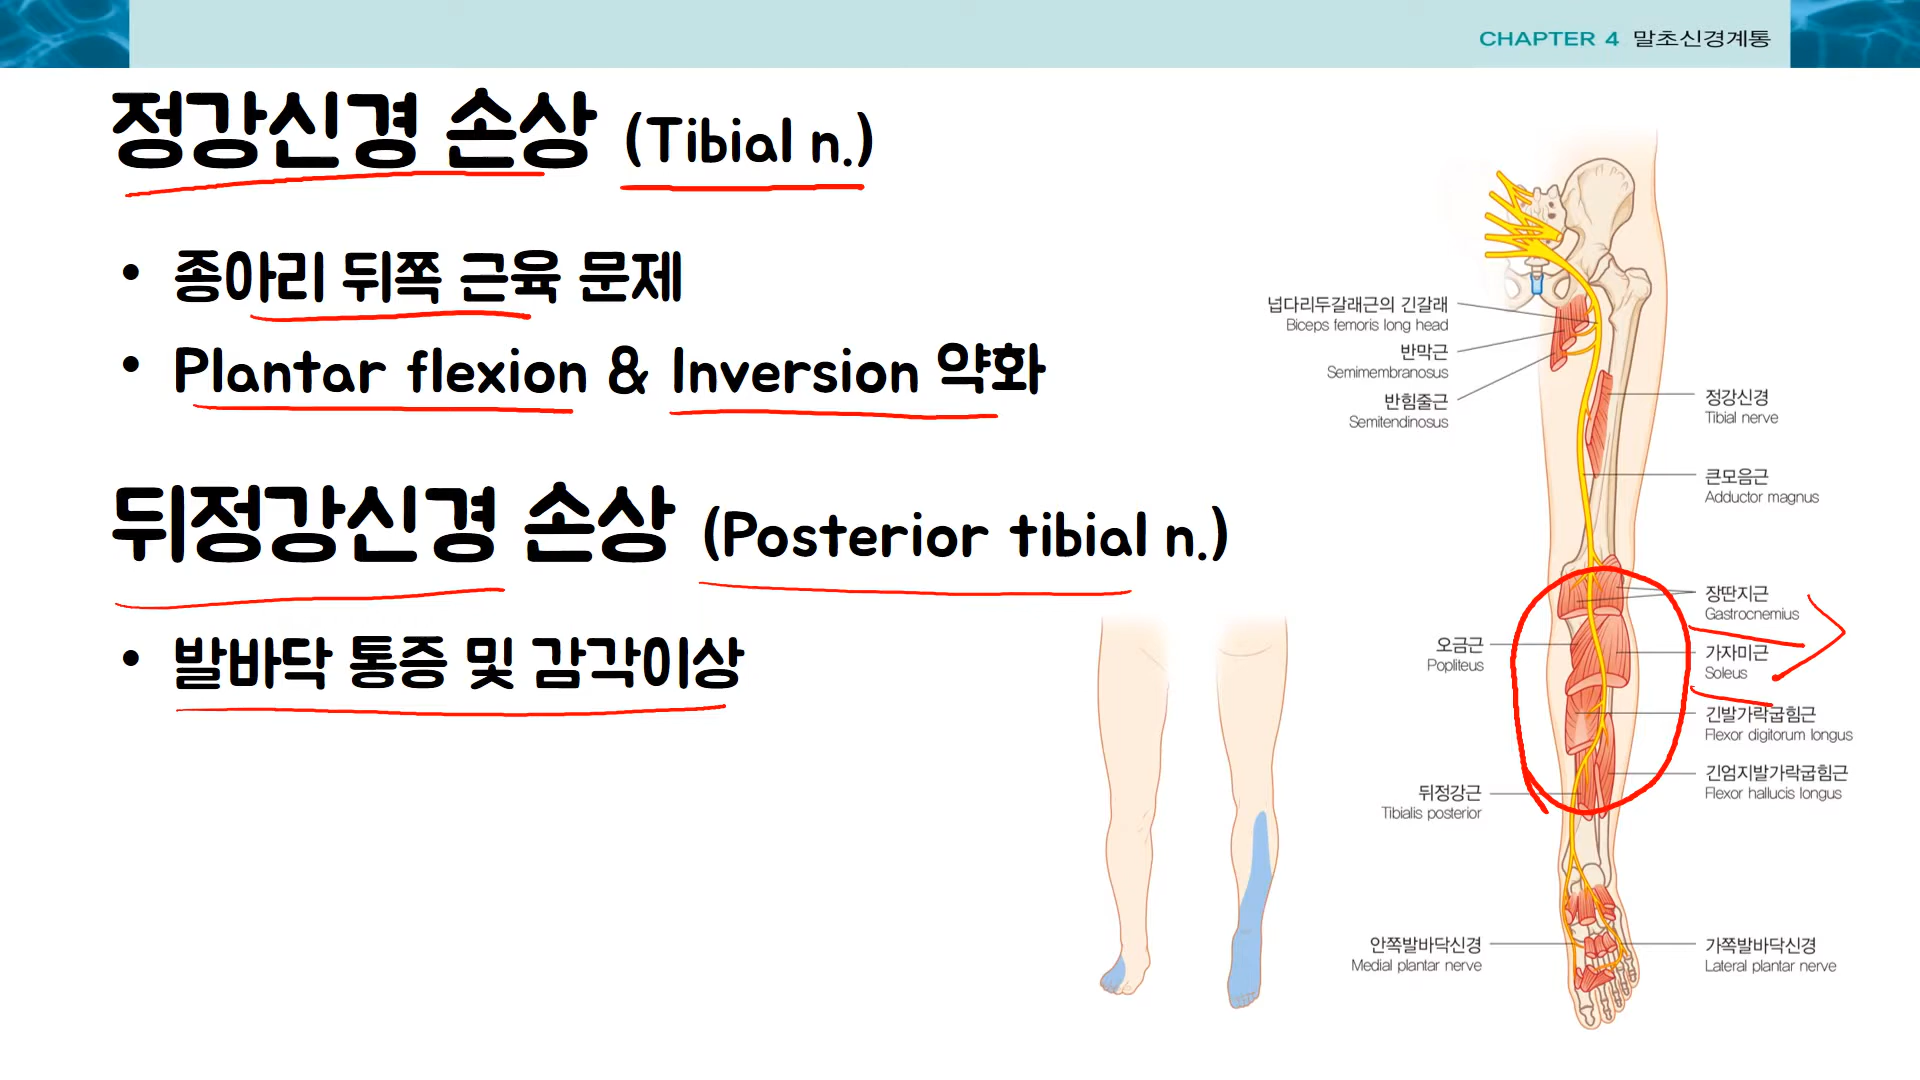 CHAPTER 4 말초신경계통
정강신경 손상 (Tibial n.)
• 종아리 뒤쪽 근육 문제
• Plantar flexion & Inversion 약화
뒤정강신경 손상 (Posterior tibial n.)
• 발바닥 통증 및 감각이상
넙다리두갈래근의 긴갈래
Biceps femoris long head
반막근
Semimembranosus
반힘줄근
Semitendinosus
정강신경
Tibial nerve
큰모음근
Adductor magnus
장딴지근
Gastrocnemius
오금근
Popliteus
가자미근
Soleus
긴발가락굽힘근
Flexor digitorum longus
긴엄지발가락굽힘근
Flexor hallucis longus
뒤정강근
Tibialis posterior
안쪽발바닥신경
Medial plantar nerve
가쪽발바닥신경
Lateral plantar nerve